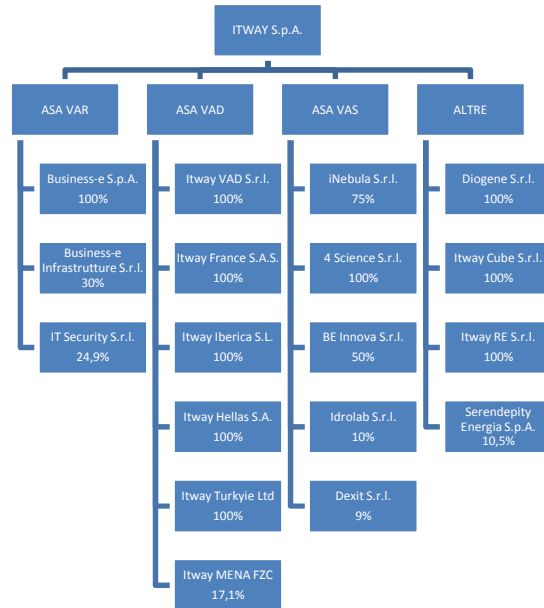 ITWAY S.p.A.
ASA VAR
ASA VAD
ASA VAS
ALTRE
Business-e S.p.A.
100%
Business-e
Infrastrutture S.r.l.
30%
IT Security S.r.l.
24,9%
Itway VAD S.r.l.
100%
Itway France S.A.S.
100%
Itway Iberica S.L.
100%
Itway Hellas S.A.
100%
Itway Turkyie Ltd
100%
Itway MENA FZC
17,1%
iNebula S.r.l.
75%
4 Science S.r.l.
100%
BE Innova S.r.l.
50%
Idrolab S.r.l.
10%
Dexit S.r.l.
9%
Diogene S.r.l.
100%
Itway Cube S.r.l.
100%
Itway RE S.r.l.
100%
Serendepity
Energia S.p.A.
10,5%